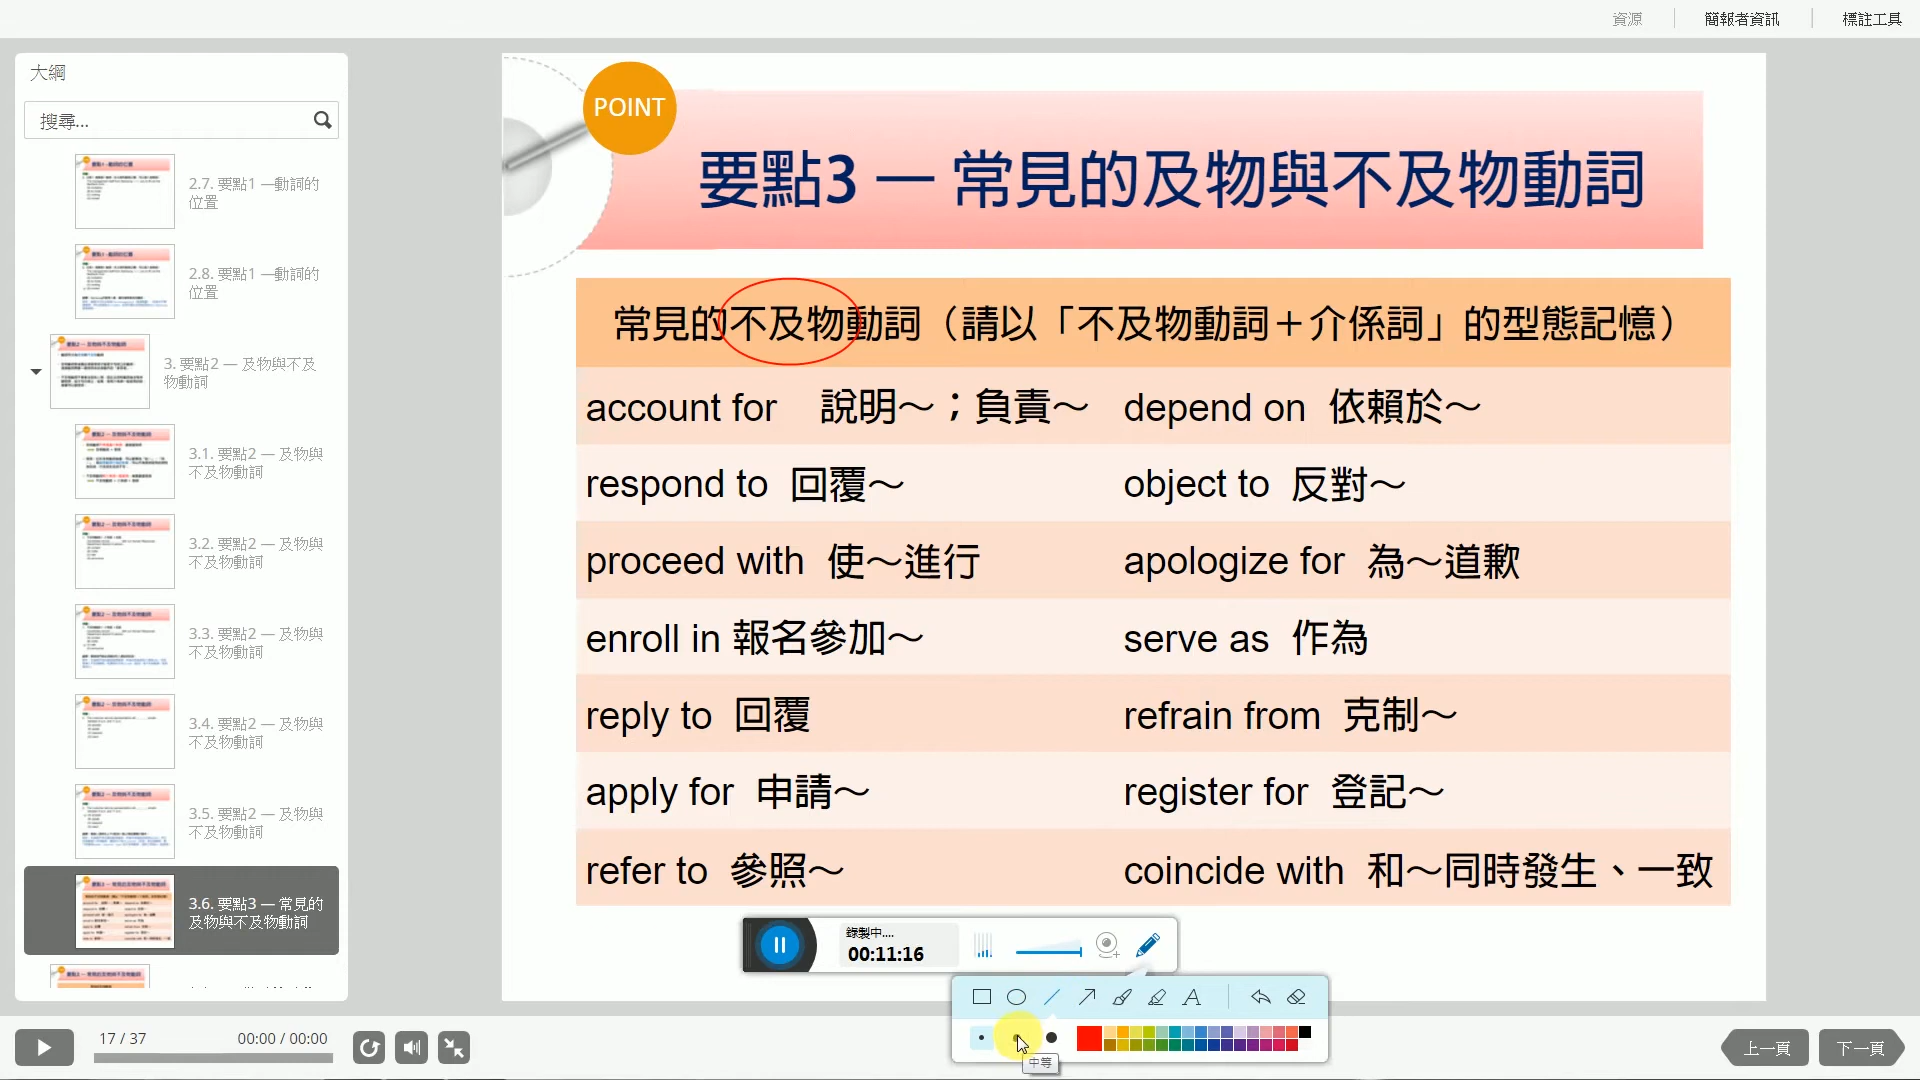 資源
簡報者資訊
標註工具
大綱
搜尋...
2.7. 要點1 —動詞的
位置
2.8. 要點1 —動詞的
位置
3. 要點2 — 及物與不及
物動詞
3.1. 要點2 — 及物與
不及物動詞
3.2. 要點2 — 及物與
不及物動詞
3.3. 要點2 — 及物與
不及物動詞
3.4. 要點2 — 及物與
不及物動詞
3.5. 要點2 — 及物與
不及物動詞
3.6. 要點3 — 常見的
及物與不及物動詞
POINT
要點3 — 常見的及物與不及物動詞
常見的不及物動詞（請以「不及物動詞＋介係詞」的型態記憶）
account for 說明～；負責～ depend on 依賴於～
respond to 回覆～ object to 反對～
proceed with 使～進行 apologize for 為～道歉
enroll in 報名參加～ serve as 作為
reply to 回覆 refrain from 克制～
apply for 申請～ register for 登記～
refer to 參照～ coincide with 和～同時發生、一致
錄製中....
00:11:16
A
中等
17 / 37
00:00 / 00:00
上一頁
下一頁